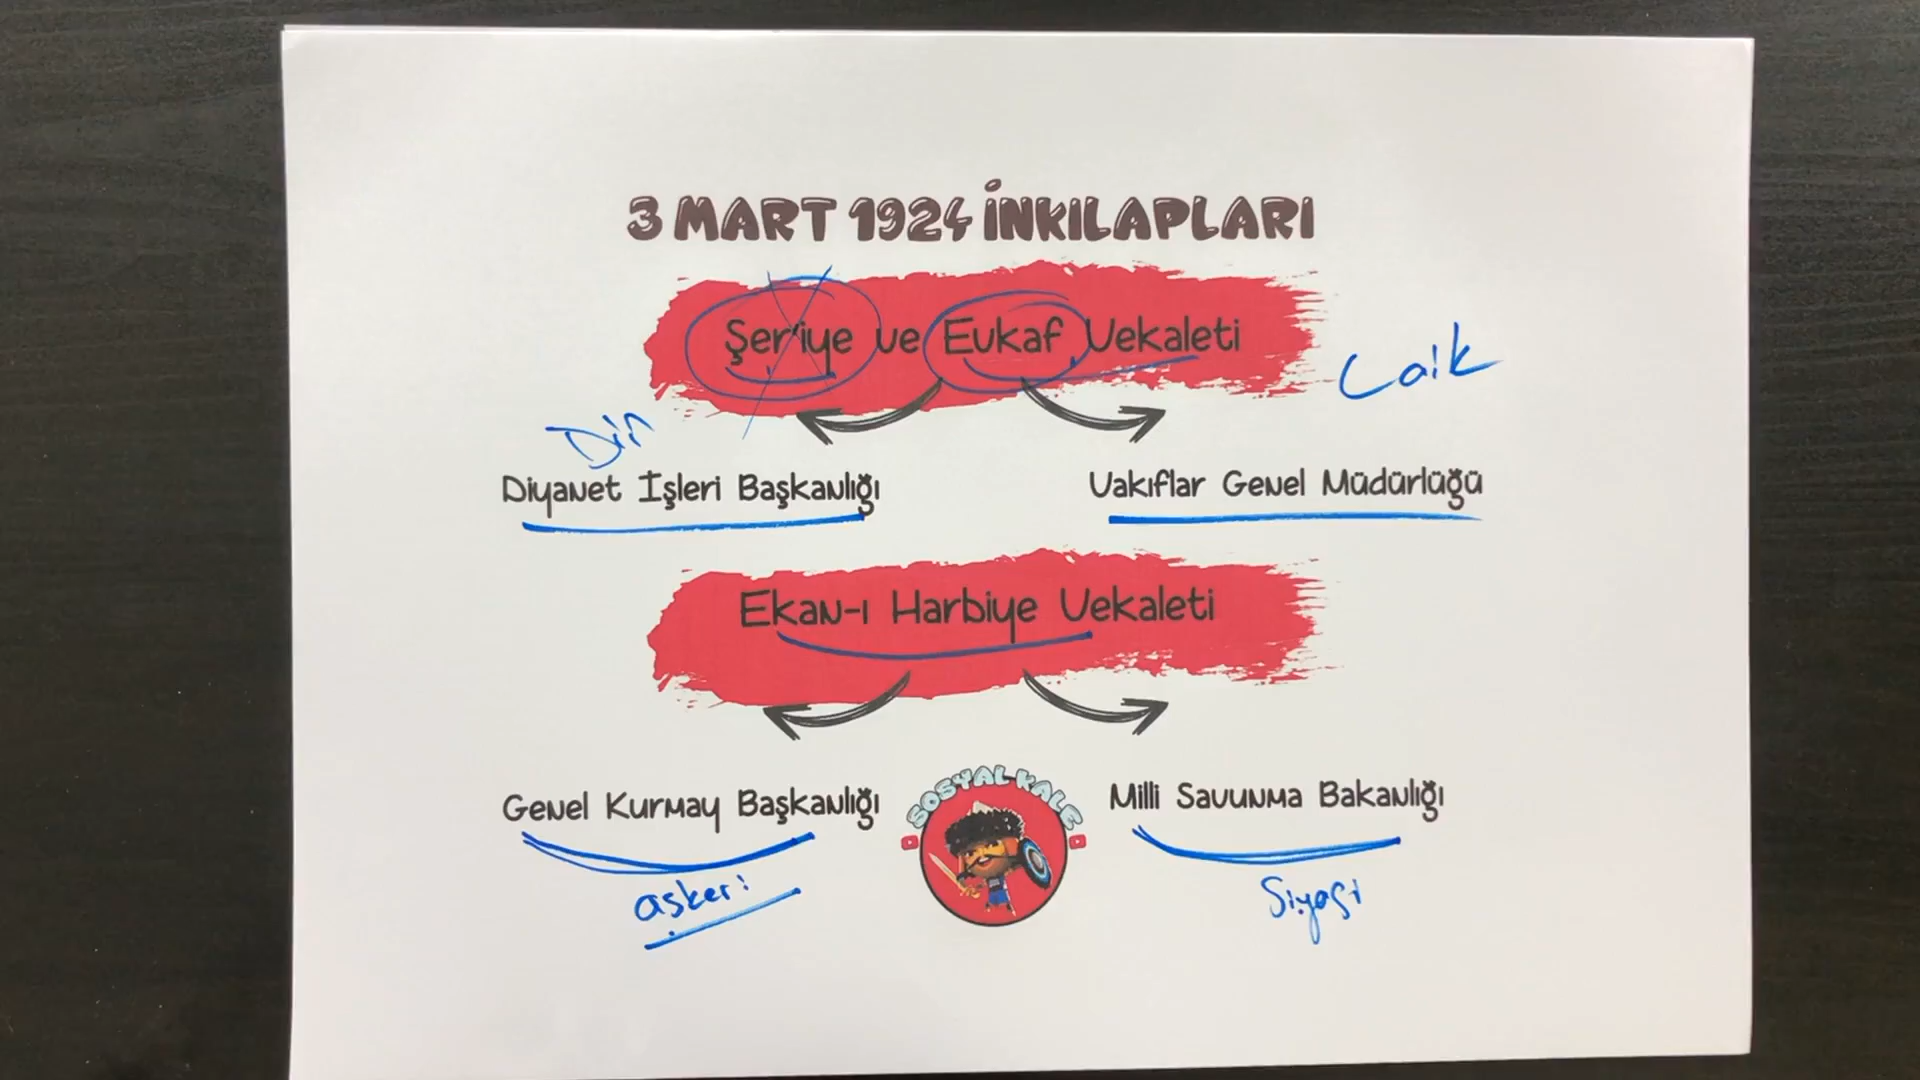 3 MART 1924 İNKILAPLARI
Şer'iye ve Evkaf Vekaleti
Laik
Din
Diyanet İşleri Başkanlığı
Vakıflar Genel Müdürlüğü
Ekan-ı Harbiye Vekaleti
Genel Kurmay Başkanlığı
Milli Savunma Bakanlığı
SOSYAL KALE
askeri
Siyasi